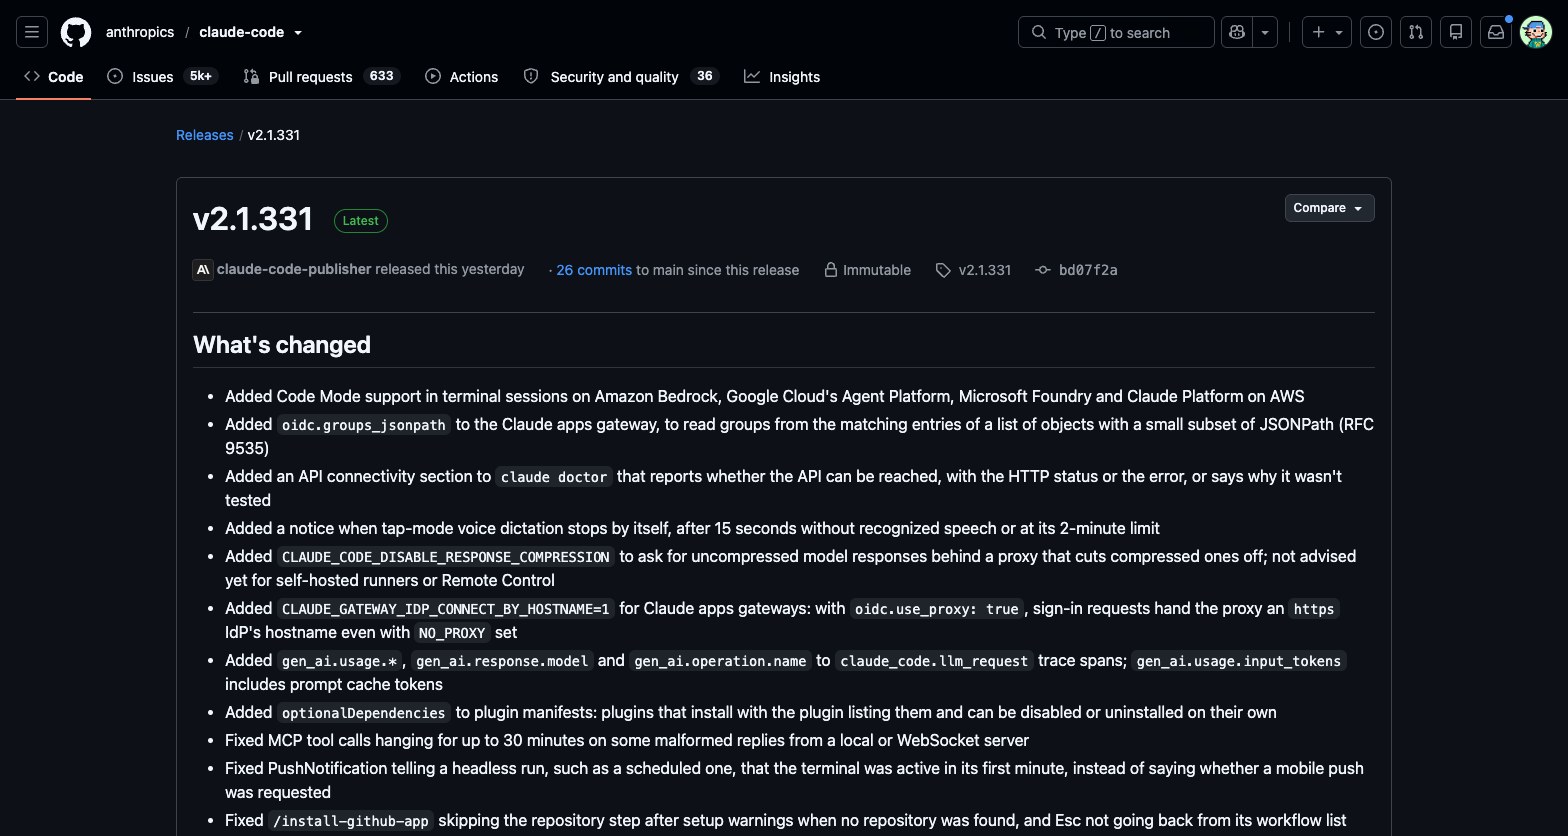 anthropics / claude-code
Type / to search
Code
Issues 5k+
Pull requests 633
Actions
Security and quality 36
Insights
Releases / v2.1.331
v2.1.331 Latest
Compare
claude-code-publisher released this yesterday · 26 commits to main since this release Immutable v2.1.331 bd07f2a
What's changed
• Added Code Mode support in terminal sessions on Amazon Bedrock, Google Cloud's Agent Platform, Microsoft Foundry and Claude Platform on AWS
• Added oidc.groups_jsonpath to the Claude apps gateway, to read groups from the matching entries of a list of objects with a small subset of JSONPath (RFC
9535)
• Added an API connectivity section to claude doctor that reports whether the API can be reached, with the HTTP status or the error, or says why it wasn't
tested
• Added a notice when tap-mode voice dictation stops by itself, after 15 seconds without recognized speech or at its 2-minute limit
• Added CLAUDE_CODE_DISABLE_RESPONSE_COMPRESSION to ask for uncompressed model responses behind a proxy that cuts compressed ones off; not advised
yet for self-hosted runners or Remote Control
• Added CLAUDE_GATEWAY_IDP_CONNECT_BY_HOSTNAME=1 for Claude apps gateways: with oidc.use_proxy: true, sign-in requests hand the proxy an https
IdP's hostname even with NO_PROXY set
• Added gen_ai.usage.*, gen_ai.response.model and gen_ai.operation.name to claude_code.llm_request trace spans; gen_ai.usage.input_tokens
includes prompt cache tokens
• Added optionalDependencies to plugin manifests: plugins that install with the plugin listing them and can be disabled or uninstalled on their own
• Fixed MCP tool calls hanging for up to 30 minutes on some malformed replies from a local or WebSocket server
• Fixed PushNotification telling a headless run, such as a scheduled one, that the terminal was active in its first minute, instead of saying whether a mobile push
was requested
• Fixed /install-github-app skipping the repository step after setup warnings when no repository was found, and Esc not going back from its workflow list